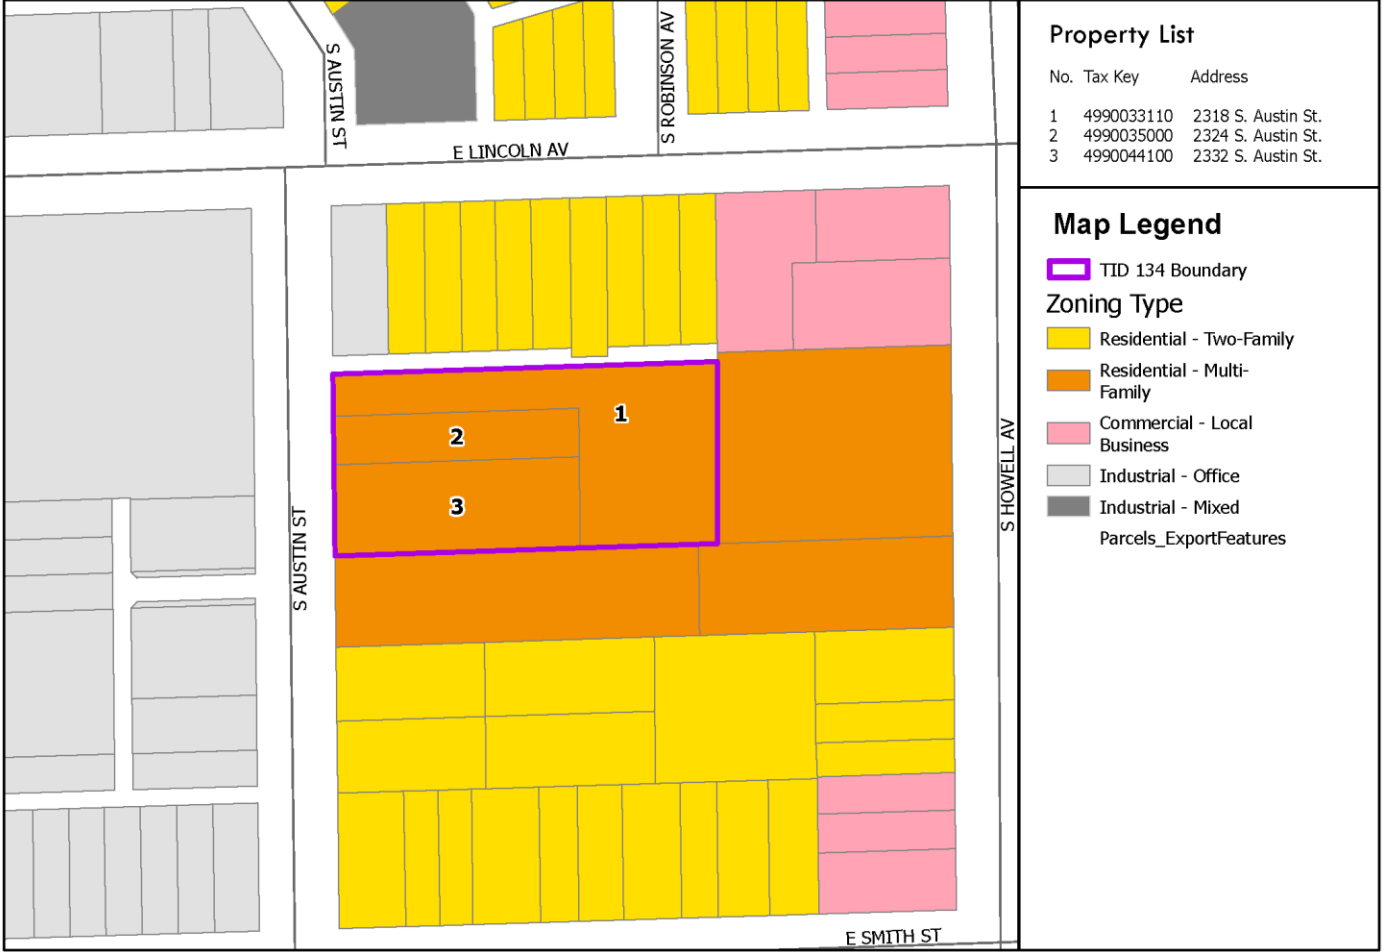 S AUSTIN ST
S ROBINSON AV
E LINCOLN AV
1
2
3
S AUSTIN ST
S HOWELL AV
E SMITH ST
Property List
No. Tax Key Address
1 4990033110 2318 S. Austin St.
2 4990035000 2324 S. Austin St.
3 4990044100 2332 S. Austin St.
Map Legend
TID 134 Boundary
Zoning Type
Residential - Two-Family
Residential - Multi-
Family
Commercial - Local
Business
Industrial - Office
Industrial - Mixed
Parcels_ExportFeatures